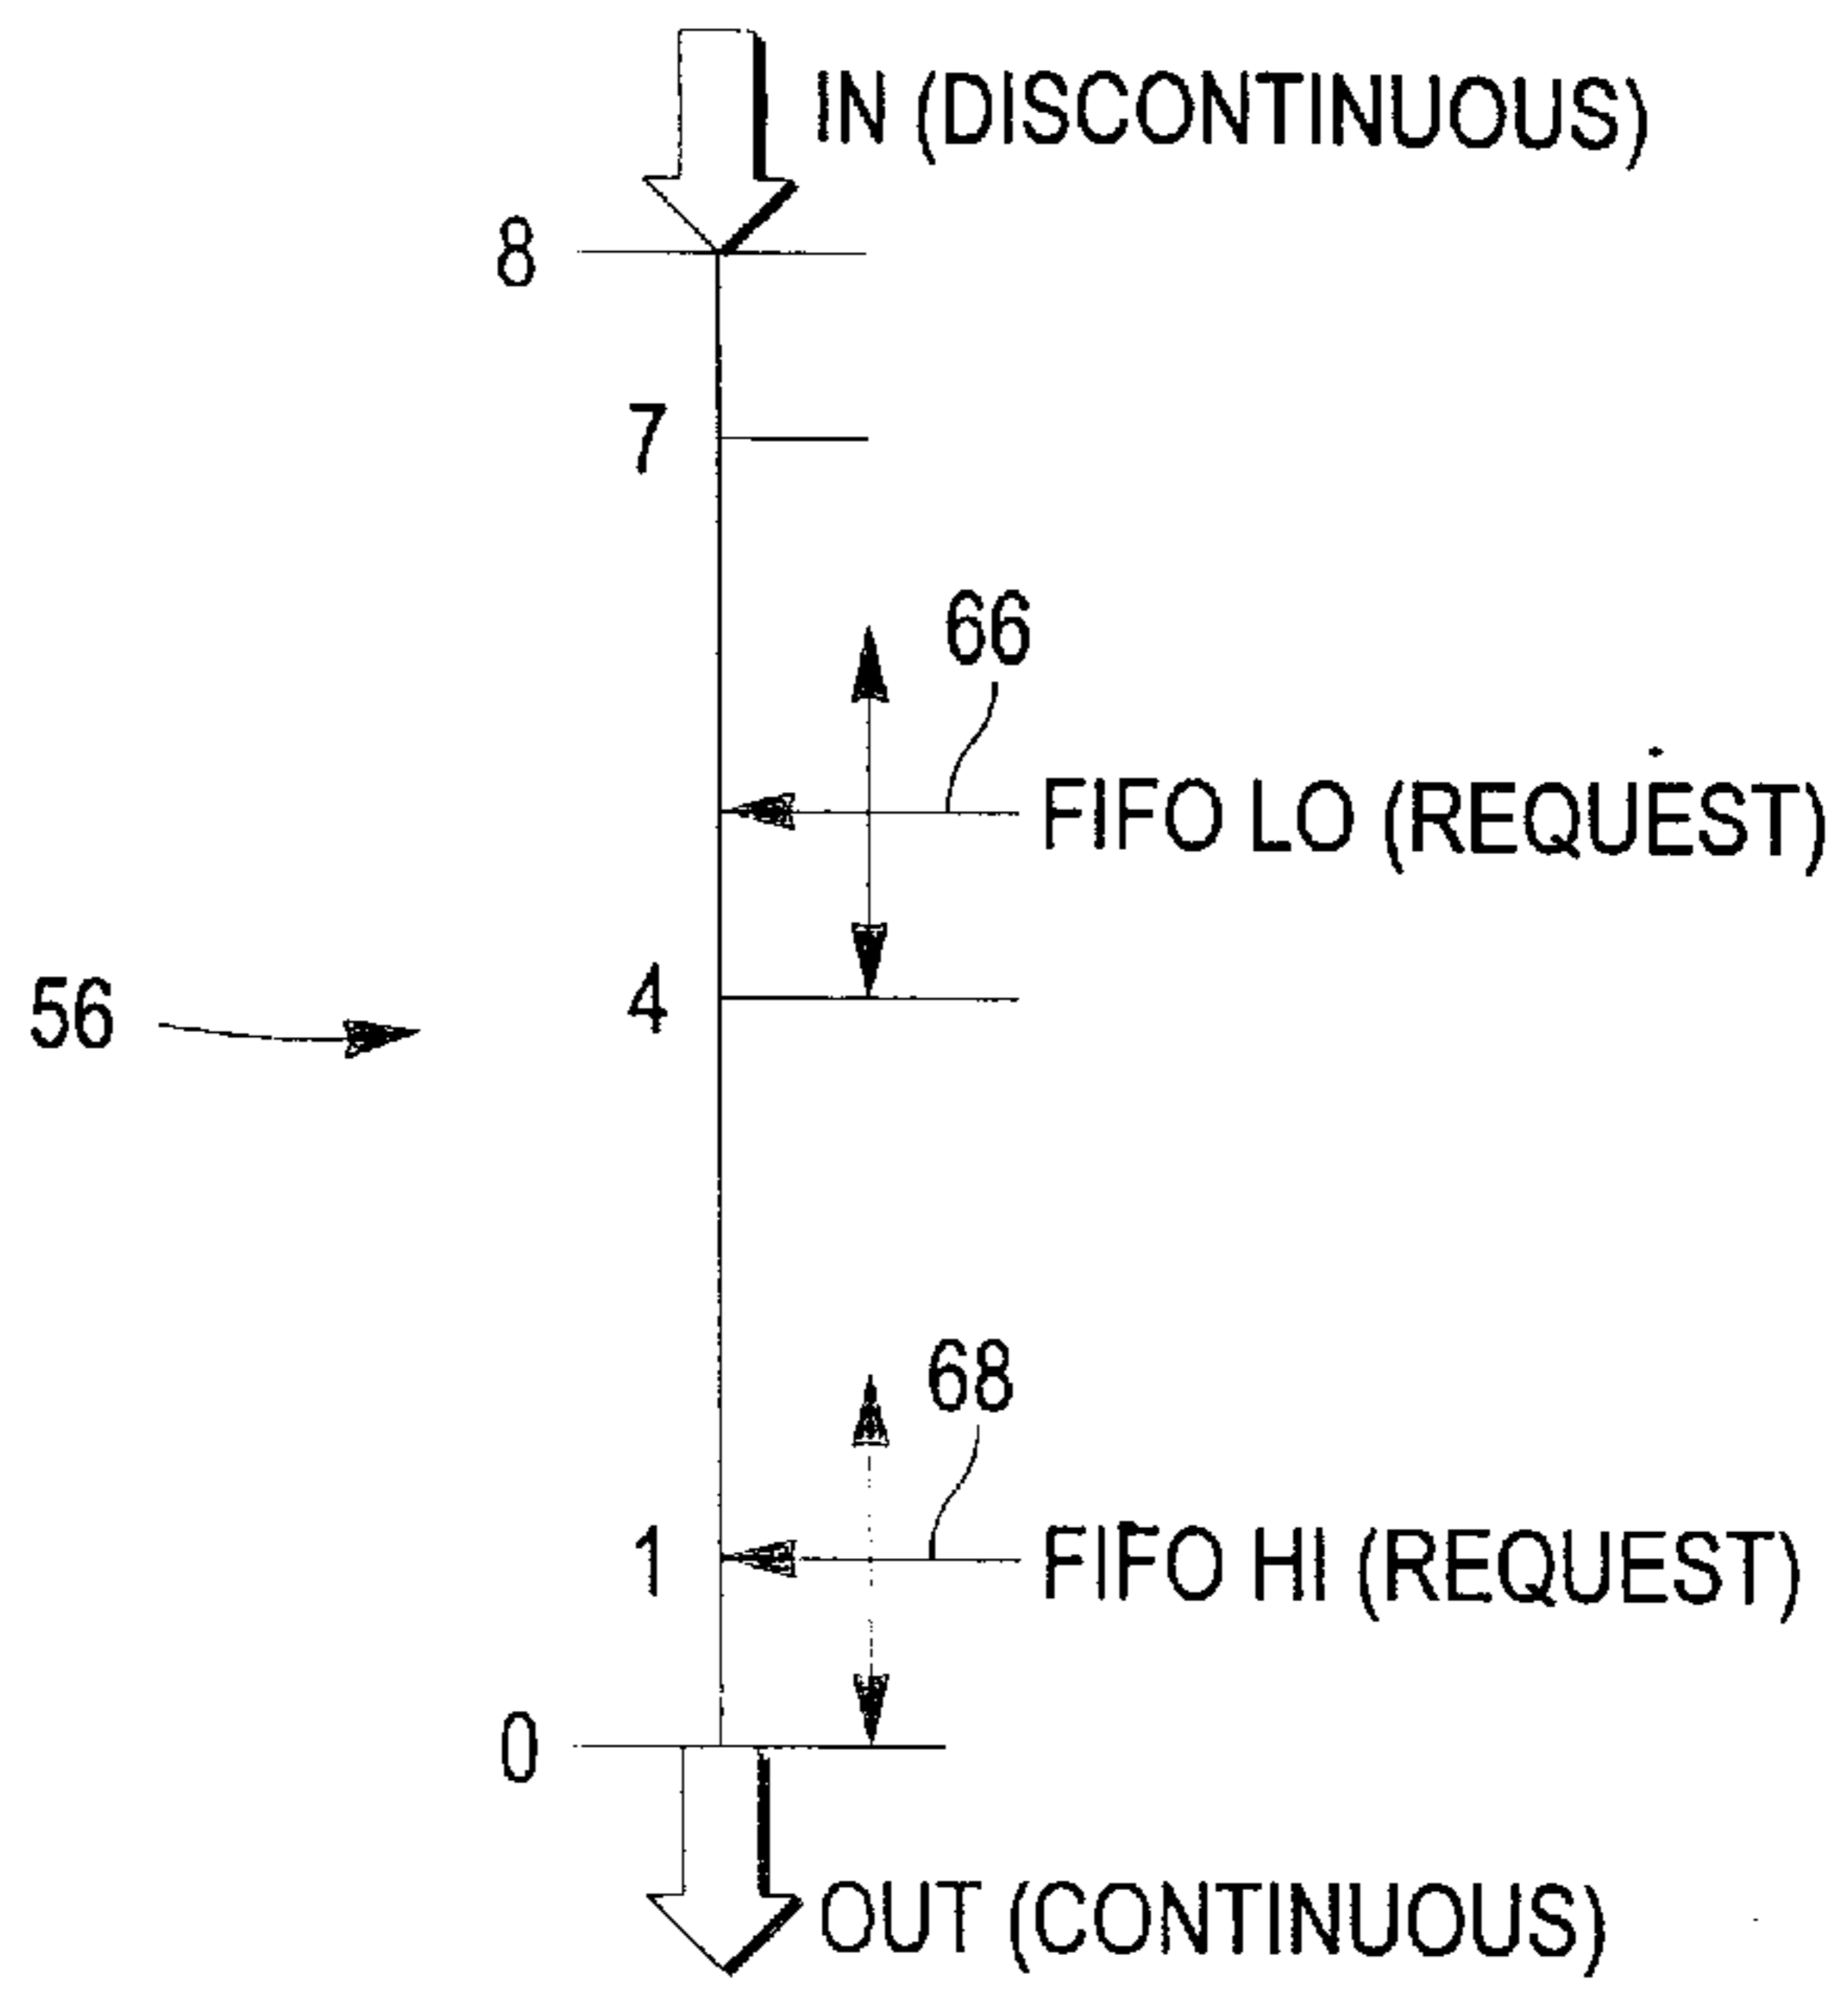 IN (DISCONTINUOUS)
8
7
66
FIFO LO (REQUEST)
56
4
68
1
FIFO HI (REQUEST)
0
OUT (CONTINUOUS)